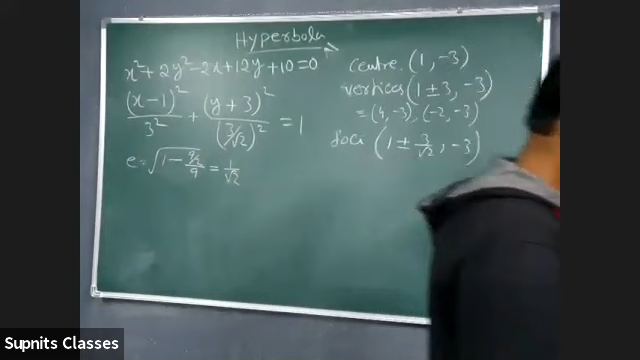 Hyperbola
x² + 2y² - 2x + 12y + 10 = 0
(x-1)²/3² + (y+3)²/(3/√2)² = 1
e = √(1 - 9/2/9) = 1/√2
centre (1, -3)
vertices (1±3, -3)
= (4, -3), (-2, -3)
foci (1 ± 3/√2, -3)
Supnits Classes